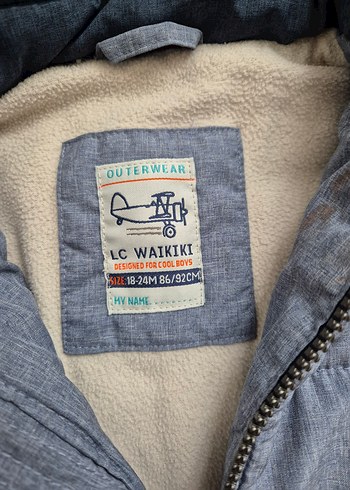 OUTERWEAR
LC WAIKIKI
DESIGNED FOR COOL BOYS
SIZE: 18-24M 86/92CM
MY NAME.........